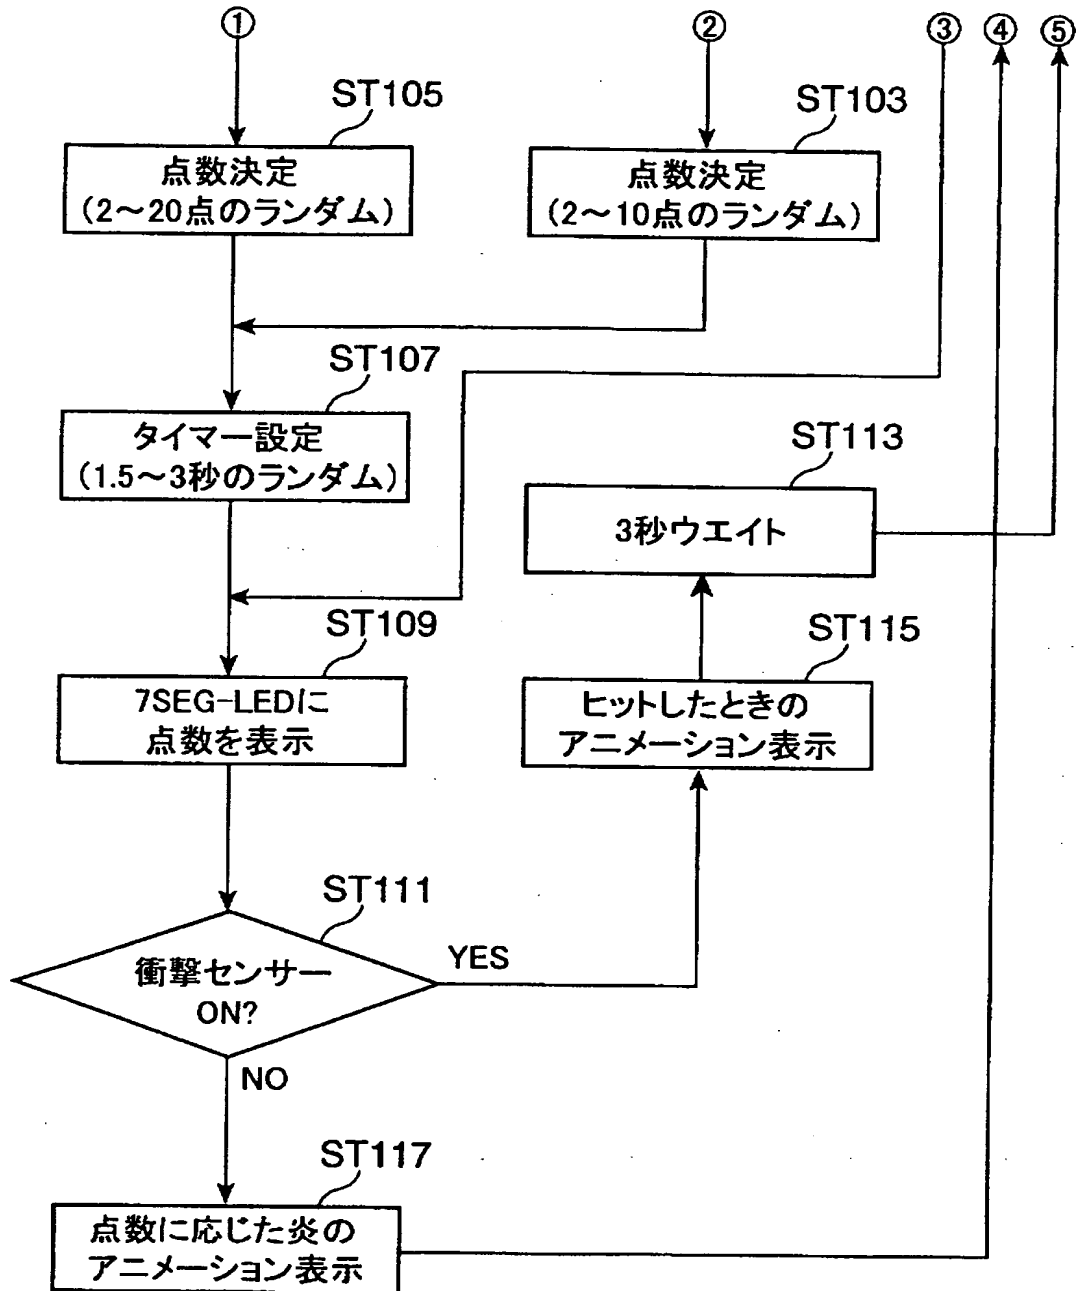 ① ② ③ ④ ⑤
ST105
点数決定
(2～20点のランダム)
ST103
点数決定
(2～10点のランダム)
ST107
タイマー設定
(1.5～3秒のランダム)
ST113
3秒ウエイト
ST109
7SEG-LEDに
点数を表示
ST115
ヒットしたときの
アニメーション表示
ST111
衝撃センサー
ON?
YES
NO
ST117
点数に応じた炎の
アニメーション表示